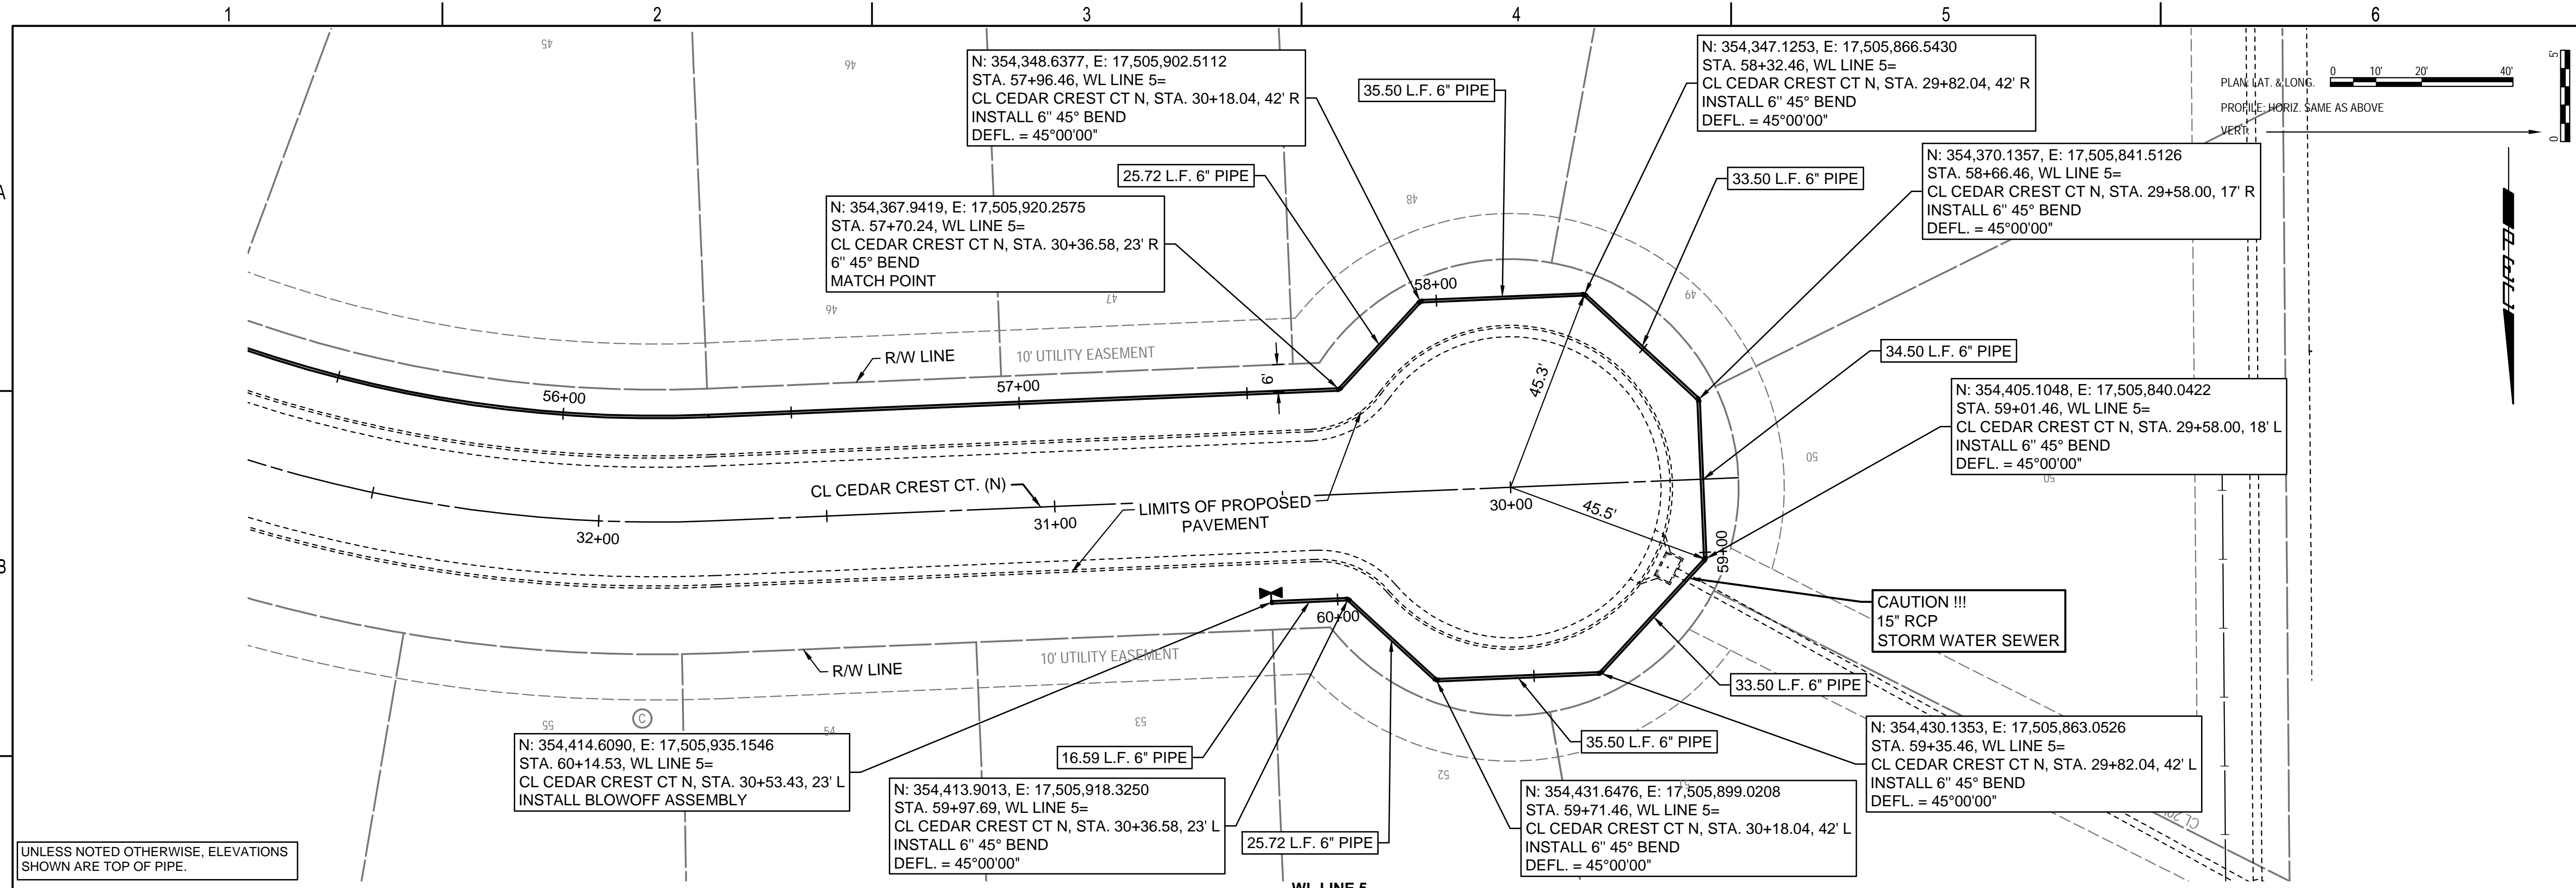 1
2
3
4
5
6
A
B
45
46
N: 354,348.6377, E: 17,505,902.5112
STA. 57+96.46, WL LINE 5=
CL CEDAR CREST CT N, STA. 30+18.04, 42' R
INSTALL 6" 45° BEND
DEFL. = 45°00'00"
35.50 L.F. 6" PIPE
N: 354,347.1253, E: 17,505,866.5430
STA. 58+32.46, WL LINE 5=
CL CEDAR CREST CT N, STA. 29+82.04, 42' R
INSTALL 6" 45° BEND
DEFL. = 45°00'00"
PLAN: LAT. & LONG.
0 10' 20' 40'
PROFILE: HORIZ. SAME AS ABOVE
VERT:
0 5'
25.72 L.F. 6" PIPE
33.50 L.F. 6" PIPE
N: 354,370.1357, E: 17,505,841.5126
STA. 58+66.46, WL LINE 5=
CL CEDAR CREST CT N, STA. 29+58.00, 17' R
INSTALL 6" 45° BEND
DEFL. = 45°00'00"
N: 354,367.9419, E: 17,505,920.2575
STA. 57+70.24, WL LINE 5=
CL CEDAR CREST CT N, STA. 30+36.58, 23' R
6" 45° BEND
MATCH POINT
48
46
47
49
58+00
R/W LINE
10' UTILITY EASEMENT
34.50 L.F. 6" PIPE
56+00
57+00
6'
45.3'
N: 354,405.1048, E: 17,505,840.0422
STA. 59+01.46, WL LINE 5=
CL CEDAR CREST CT N, STA. 29+58.00, 18' L
INSTALL 6" 45° BEND
DEFL. = 45°00'00"
50
50
CL CEDAR CREST CT. (N)
LIMITS OF PROPOSED
PAVEMENT
30+00
45.5'
31+00
32+00
59+00
CAUTION !!!
15" RCP
STORM WATER SEWER
60+00
R/W LINE
10' UTILITY EASEMENT
33.50 L.F. 6" PIPE
C
55
54
53
N: 354,414.6090, E: 17,505,935.1546
STA. 60+14.53, WL LINE 5=
CL CEDAR CREST CT N, STA. 30+53.43, 23' L
INSTALL BLOWOFF ASSEMBLY
16.59 L.F. 6" PIPE
35.50 L.F. 6" PIPE
N: 354,430.1353, E: 17,505,863.0526
STA. 59+35.46, WL LINE 5=
CL CEDAR CREST CT N, STA. 29+82.04, 42' L
INSTALL 6" 45° BEND
DEFL. = 45°00'00"
52
N: 354,413.9013, E: 17,505,918.3250
STA. 59+97.69, WL LINE 5=
CL CEDAR CREST CT N, STA. 30+36.58, 23' L
INSTALL 6" 45° BEND
DEFL. = 45°00'00"
25.72 L.F. 6" PIPE
N: 354,431.6476, E: 17,505,899.0208
STA. 59+71.46, WL LINE 5=
CL CEDAR CREST CT N, STA. 30+18.04, 42' L
INSTALL 6" 45° BEND
DEFL. = 45°00'00"
UNLESS NOTED OTHERWISE, ELEVATIONS
SHOWN ARE TOP OF PIPE.
WL LINE 5